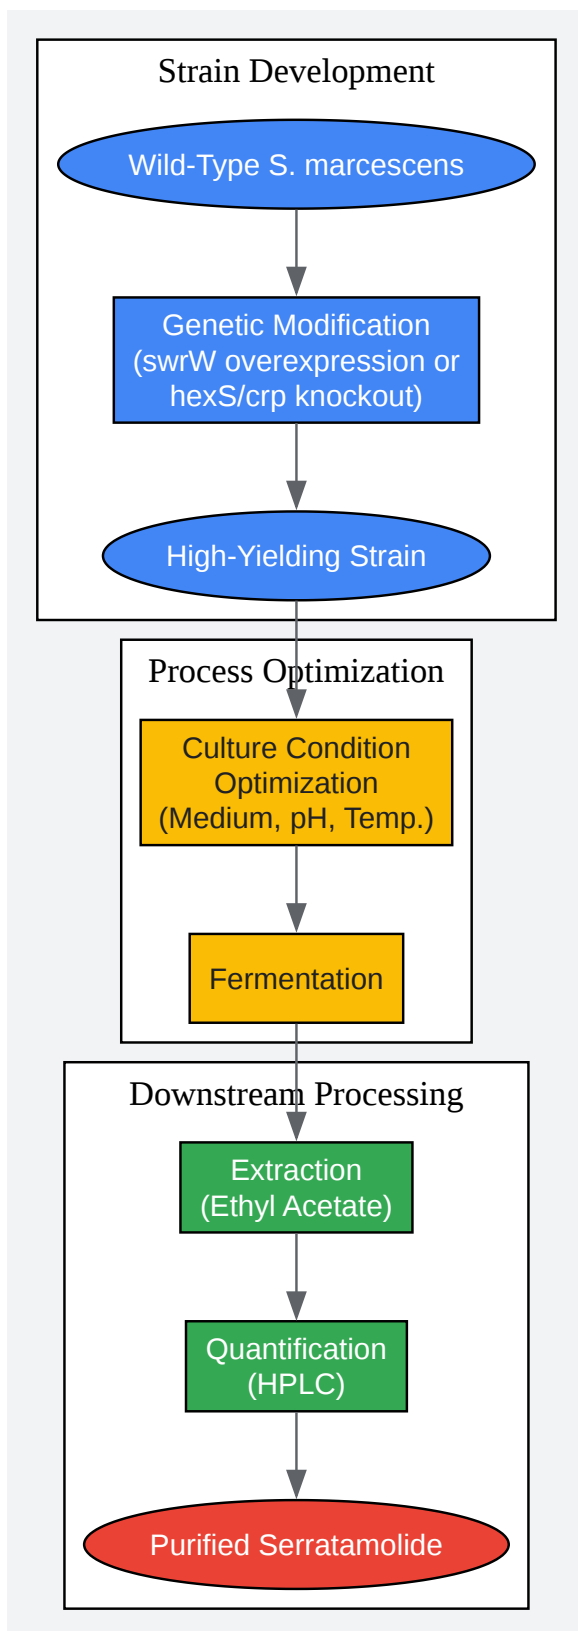 Strain Development
Wild-Type S. marcescens
Genetic Modification
(swrW overexpression or
hexS/crp knockout)
High-Yielding Strain
Process Optimization
Culture Condition
Optimization
(Medium, pH, Temp.)
Fermentation
Downstream Processing
Extraction
(Ethyl Acetate)
Quantification
(HPLC)
Purified Serratamolide